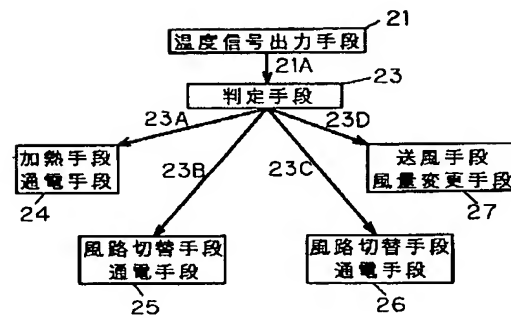 21
温度信号出力手段
21A
23
判定手段
23A
23B
23C
23D
加熱手段
通電手段
24
送風手段
風量変更手段
27
風路切替手段
通電手段
25
風路切替手段
通電手段
26